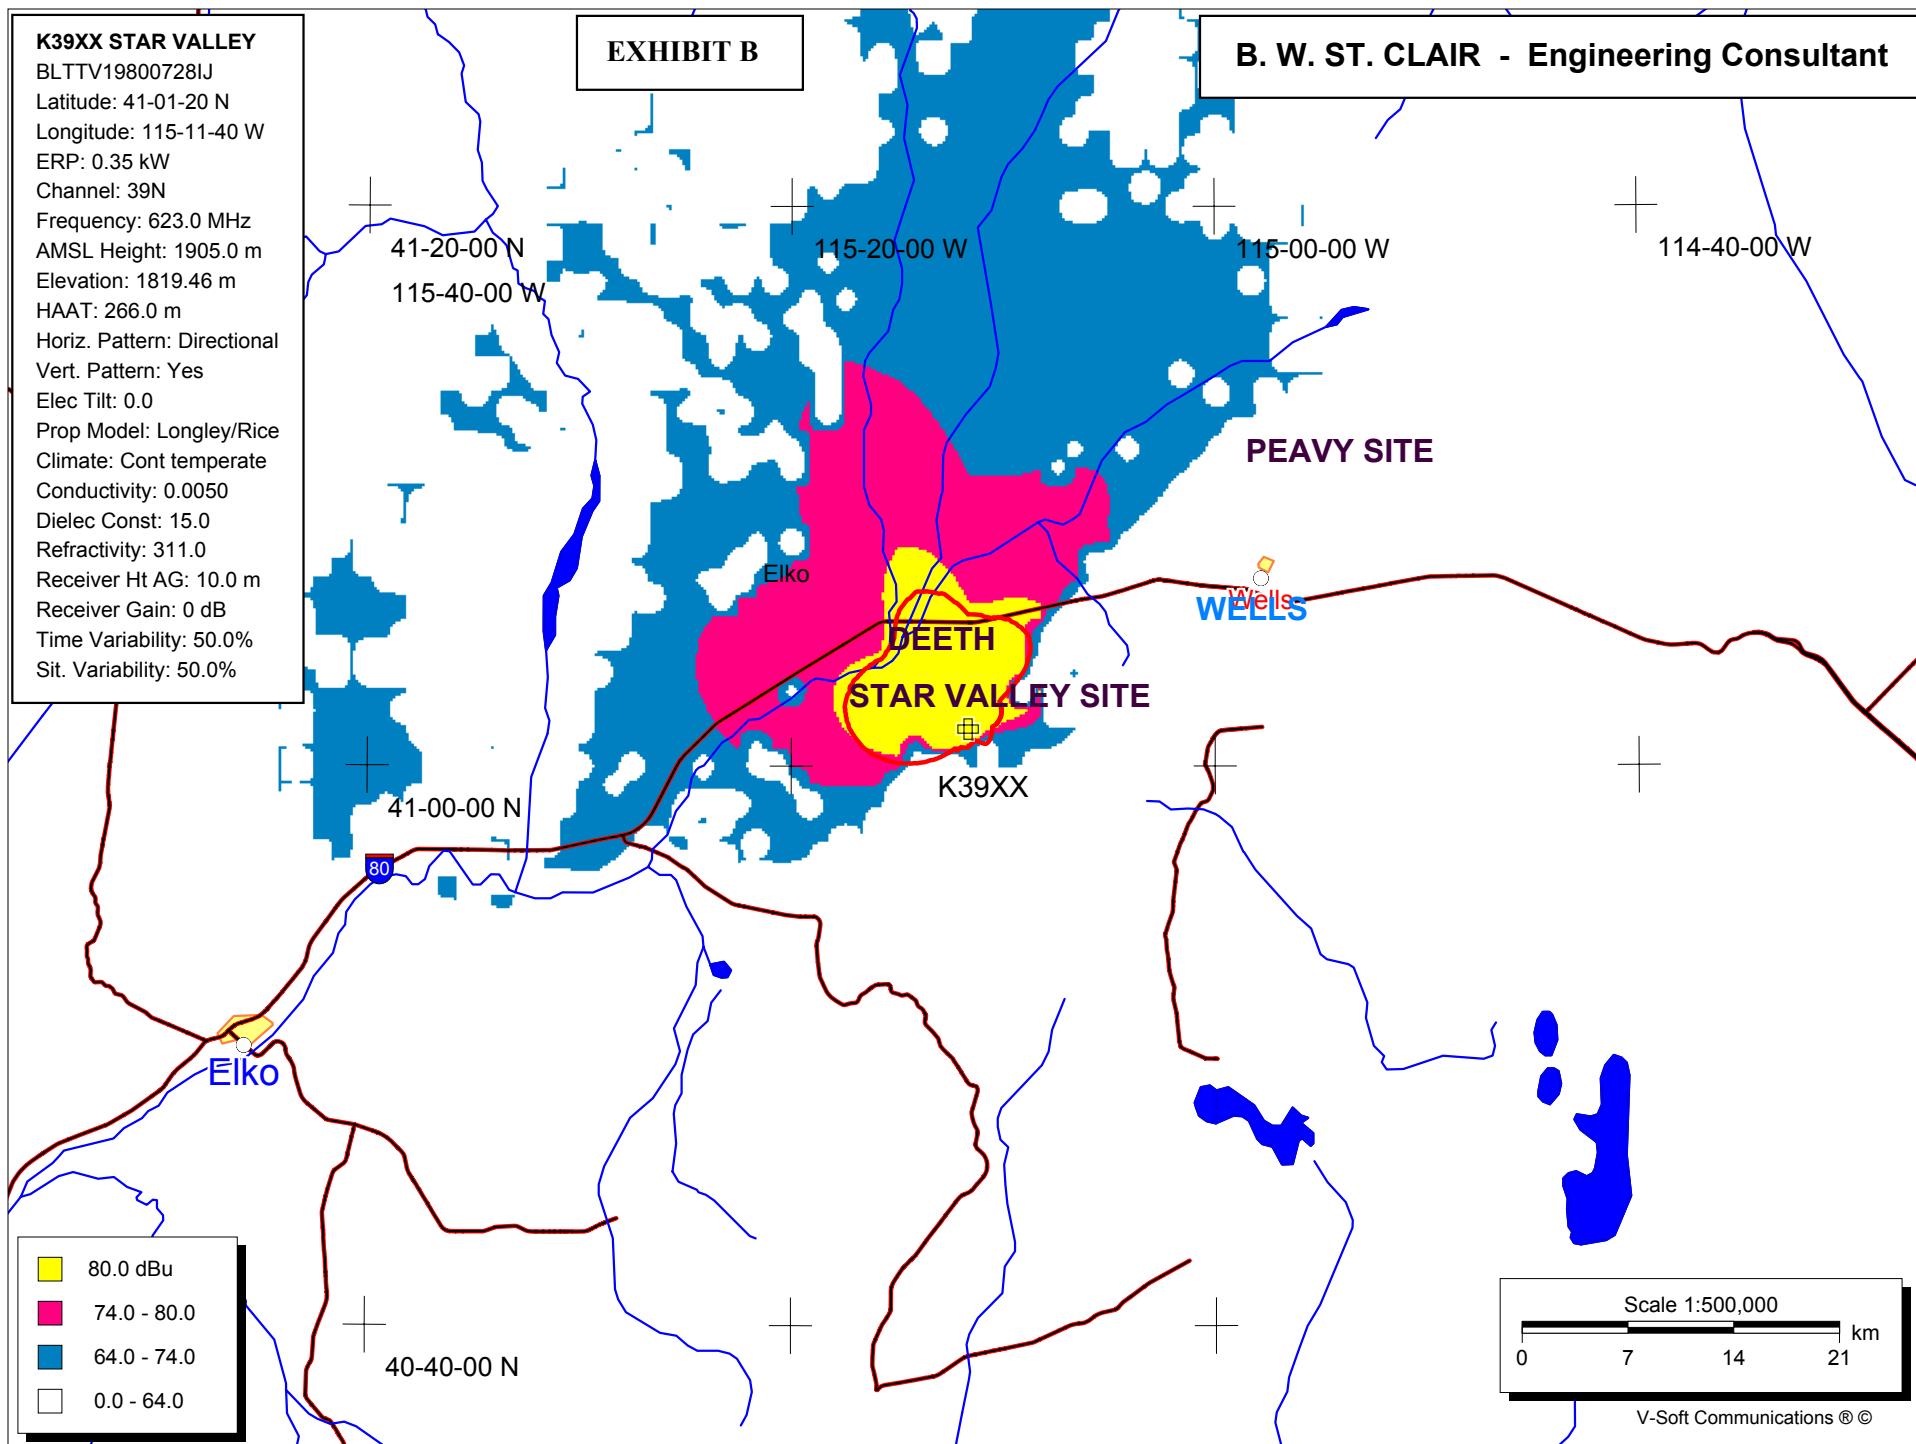 K39XX STAR VALLEY
BLTTV19800728IJ
Latitude: 41-01-20 N
Longitude: 115-11-40 W
ERP: 0.35 kW
Channel: 39N
Frequency: 623.0 MHz
AMSL Height: 1905.0 m
Elevation: 1819.46 m
HAAT: 266.0 m
Horiz. Pattern: Directional
Vert. Pattern: Yes
Elec Tilt: 0.0
Prop Model: Longley/Rice
Climate: Cont temperate
Conductivity: 0.0050
Dielec Const: 15.0
Refractivity: 311.0
Receiver Ht AG: 10.0 m
Receiver Gain: 0 dB
Time Variability: 50.0%
Sit. Variability: 50.0%
EXHIBIT B
B. W. ST. CLAIR - Engineering Consultant
41-20-00 N
115-40-00 W
115-20-00 W
115-00-00 W
114-40-00 W
PEAVY SITE
Elko
Wells
WELLS
DEETH
STAR VALLEY SITE
K39XX
41-00-00 N
80
Elko
40-40-00 N
80.0 dBu
74.0 - 80.0
64.0 - 74.0
0.0 - 64.0
Scale 1:500,000
km
0 7 14 21
V-Soft Communications ® ©